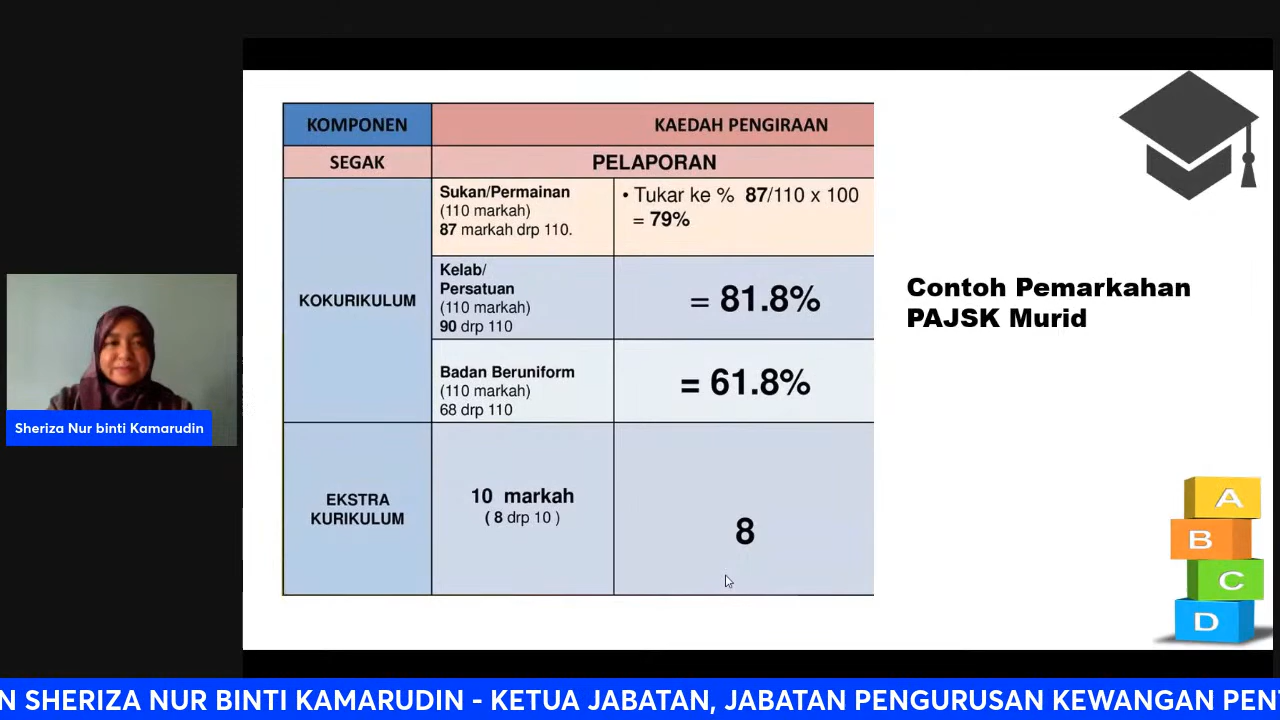 KOMPONEN
KAEDAH PENGIRAAN
SEGAK
PELAPORAN
KOKURIKULUM
Sukan/Permainan
(110 markah)
87 markah drp 110.
• Tukar ke % 87/110 x 100
= 79%
Kelab/
Persatuan
(110 markah)
90 drp 110
= 81.8%
Badan Beruniform
(110 markah)
68 drp 110
= 61.8%
EKSTRA
KURIKULUM
10 markah
( 8 drp 10 )
8
Contoh Pemarkahan
PAJSK Murid
A
B
C
D
Sheriza Nur binti Kamarudin
N SHERIZA NUR BINTI KAMARUDIN - KETUA JABATAN, JABATAN PENGURUSAN KEWANGAN PEN